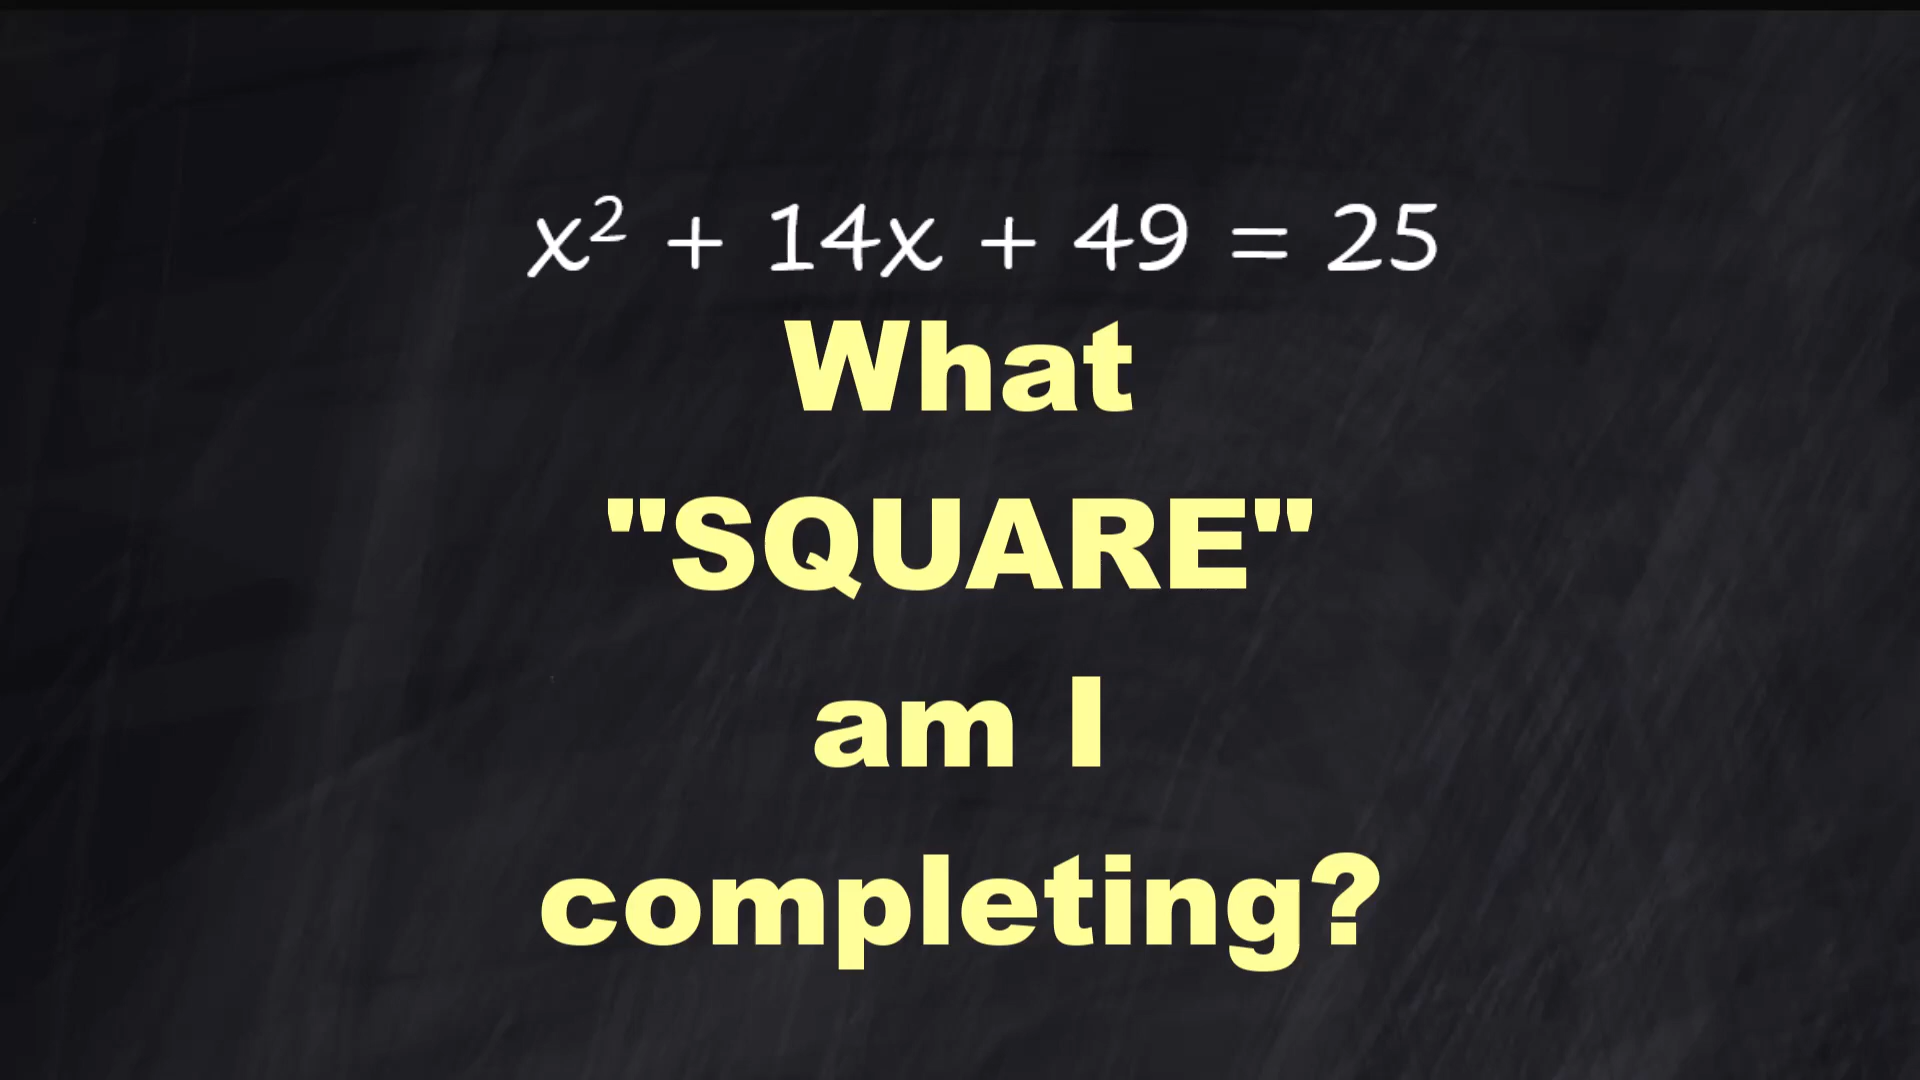 x² + 14x + 49 = 25
What
"SQUARE"
am I
completing?